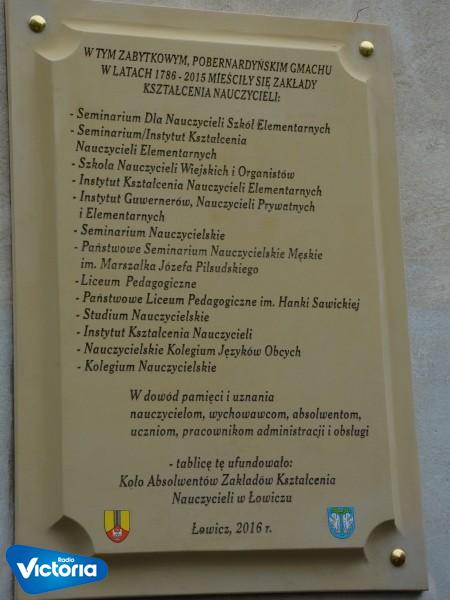 W TYM ZABYTKOWYM, POBERNARDYŃSKIM GMACHU
W LATACH 1786 - 2015 MIEŚCIŁY SIĘ ZAKŁADY
KSZTAŁCENIA NAUCZYCIELI:
- Seminarium Dla Nauczycieli Szkół Elementarnych
- Seminarium/Instytut Kształcenia
Nauczycieli Elementarnych
- Szkoła Nauczycieli Wiejskich i Organistów
- Instytut Kształcenia Nauczycieli Elementarnych
- Instytut Guwernerów, Nauczycieli Prywatnych
i Elementarnych
- Seminarium Nauczycielskie
- Państwowe Seminarium Nauczycielskie Męskie
im. Marszałka Józefa Piłsudskiego
- Liceum Pedagogiczne
- Państwowe Liceum Pedagogiczne im. Hanki Sawickiej
- Studium Nauczycielskie
- Instytut Kształcenia Nauczycieli
- Nauczycielskie Kolegium Języków Obcych
- Kolegium Nauczycielskie
W dowód pamięci i uznania
nauczycielom, wychowawcom, absolwentom,
uczniom, pracownikom administracji i obsługi
- tablicę tę ufundowało:
Koło Absolwentów Zakładów Kształcenia
Nauczycieli w Łowiczu
Łowicz, 2016 r.
Radio
Victoria